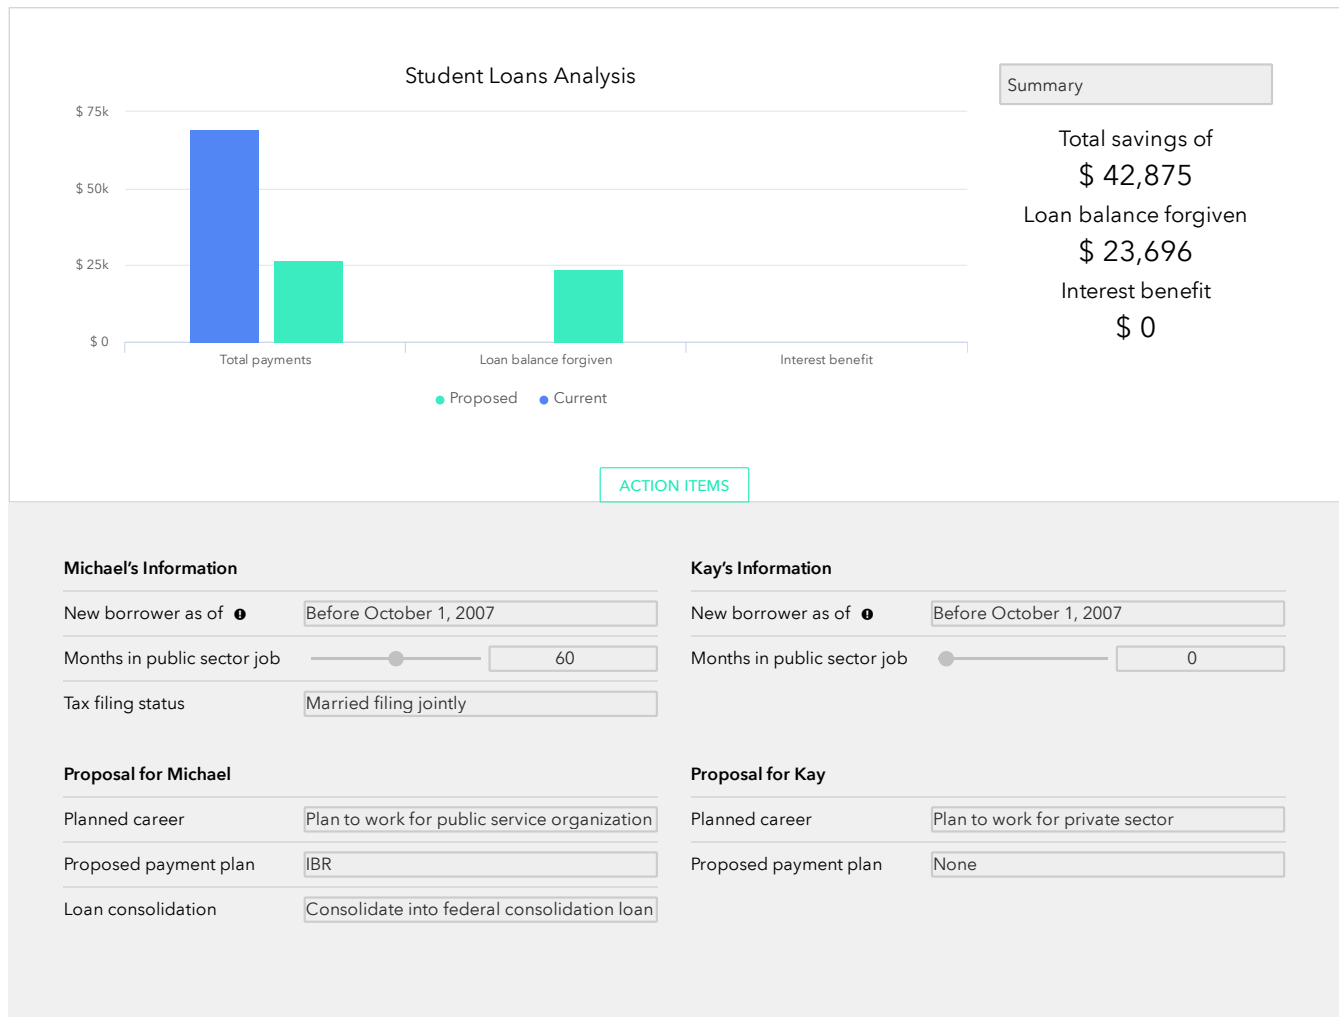 Student Loans Analysis
$ 75k
$ 50k
$ 25k
$ 0
Total payments
Loan balance forgiven
Interest benefit
Proposed
Current
Summary
Total savings of
$ 42,875
Loan balance forgiven
$ 23,696
Interest benefit
$ 0
ACTION ITEMS
Michael’s Information
New borrower as of
Before October 1, 2007
Months in public sector job
60
Tax filing status
Married filing jointly
Kay’s Information
New borrower as of
Before October 1, 2007
Months in public sector job
0
Proposal for Michael
Planned career
Plan to work for public service organization
Proposed payment plan
IBR
Loan consolidation
Consolidate into federal consolidation loan
Proposal for Kay
Planned career
Plan to work for private sector
Proposed payment plan
None